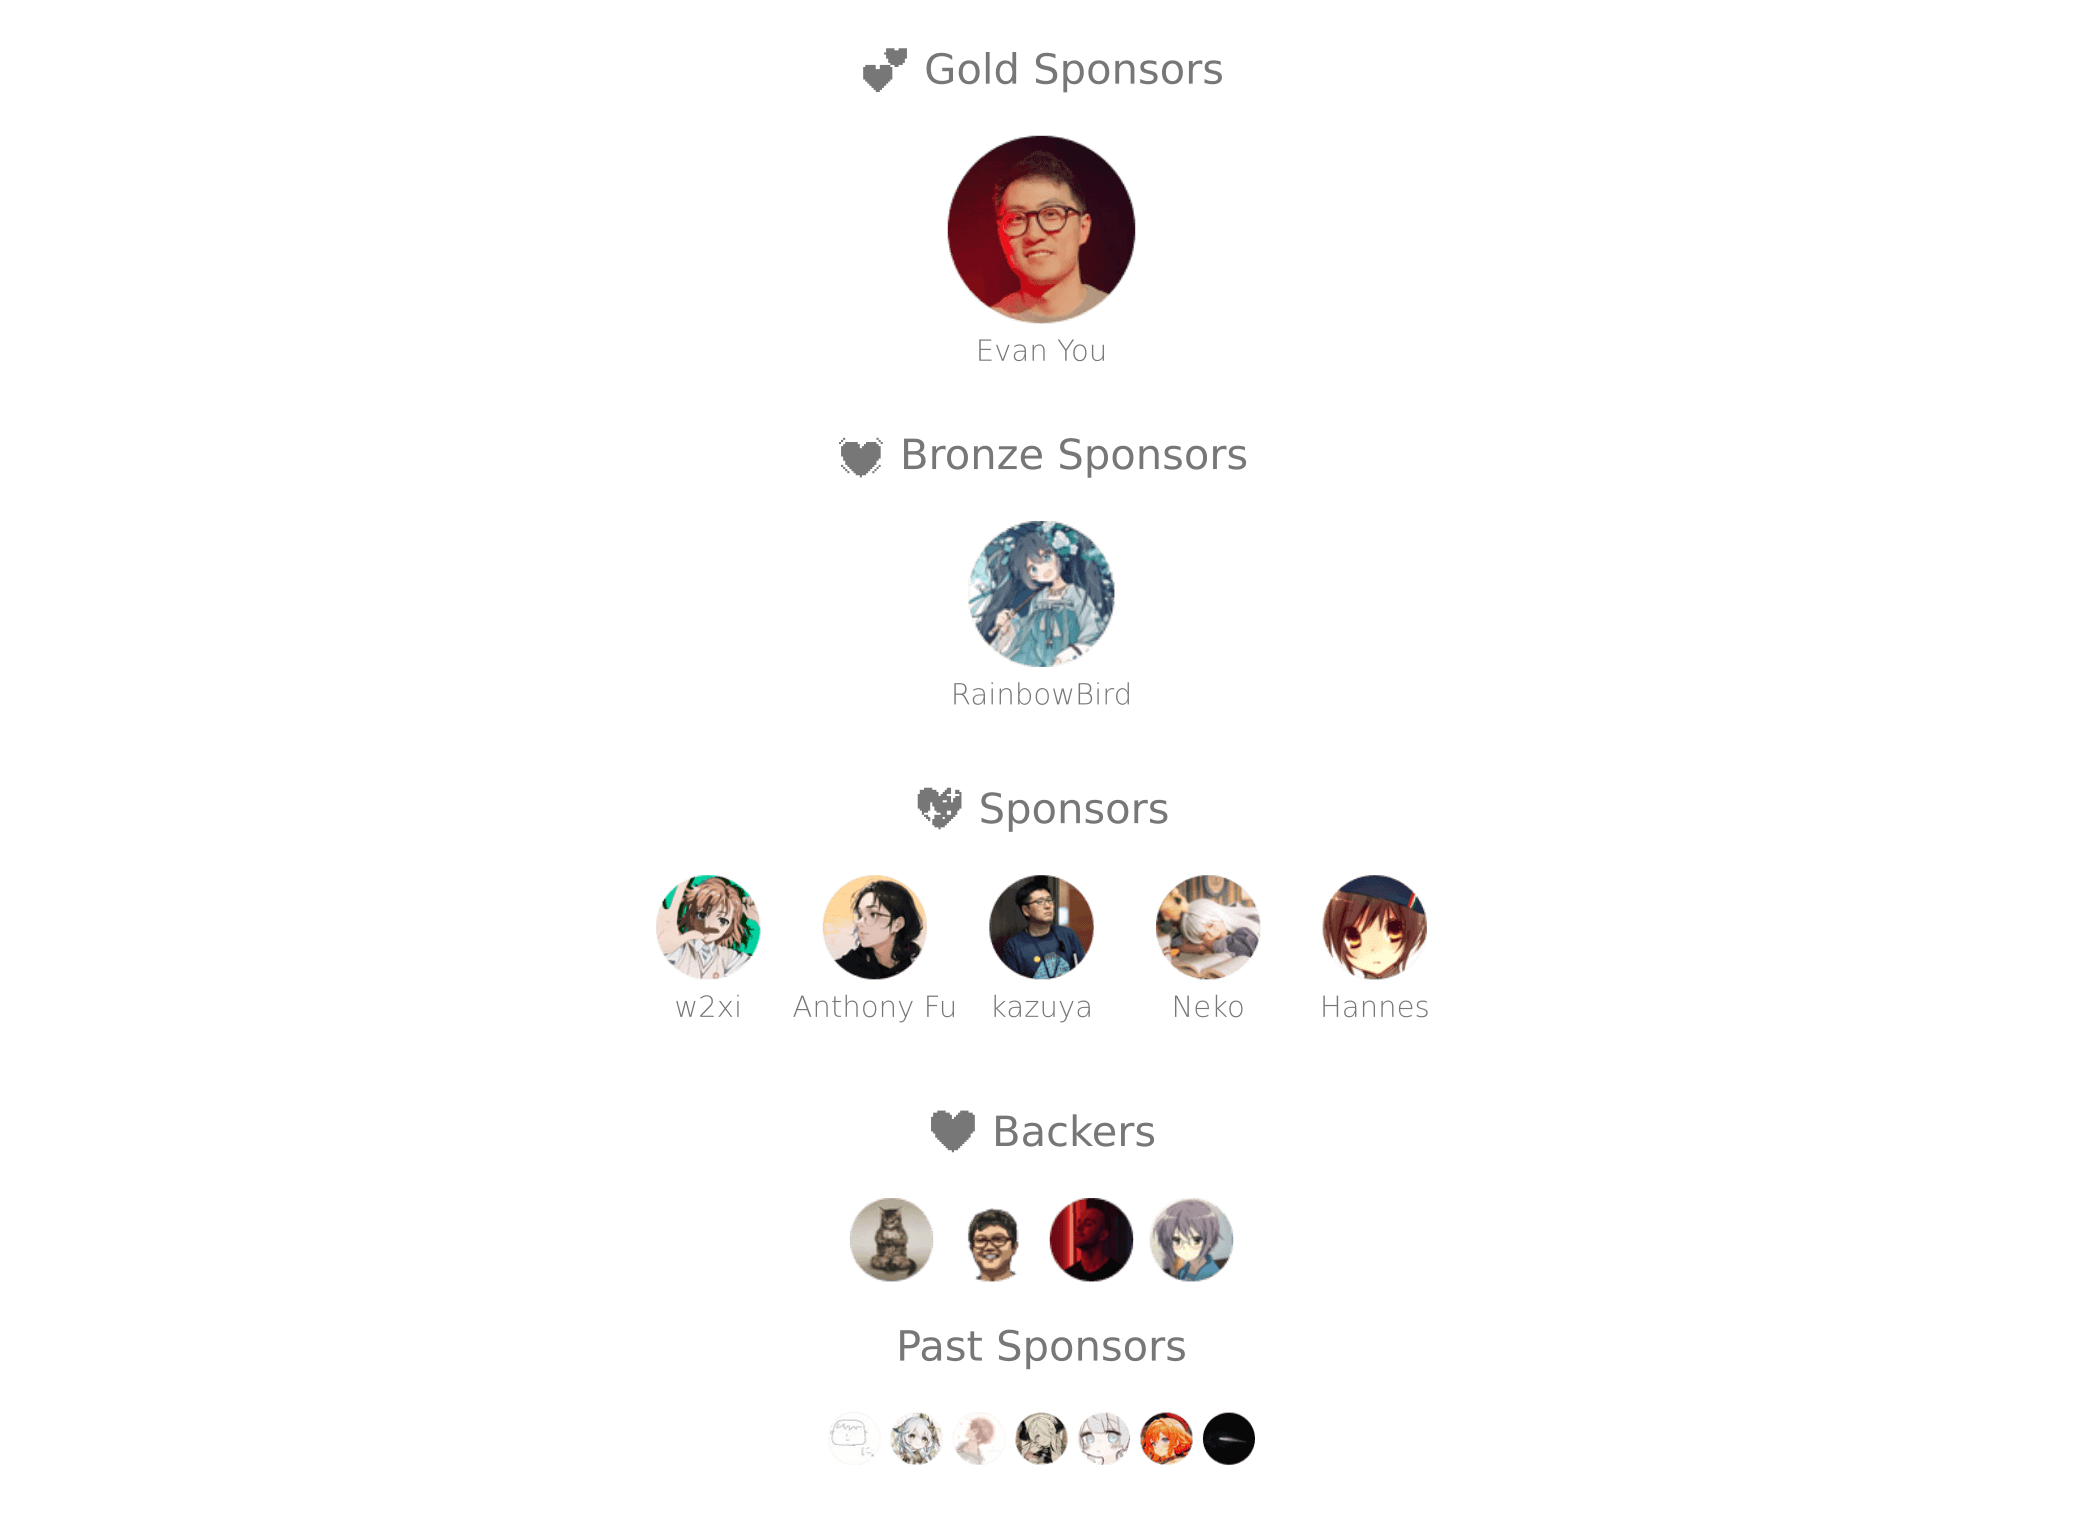 Gold Sponsors
Evan You
Bronze Sponsors
RainbowBird
Sponsors
w2xi Anthony Fu kazuya Neko Hannes
Backers
Past Sponsors